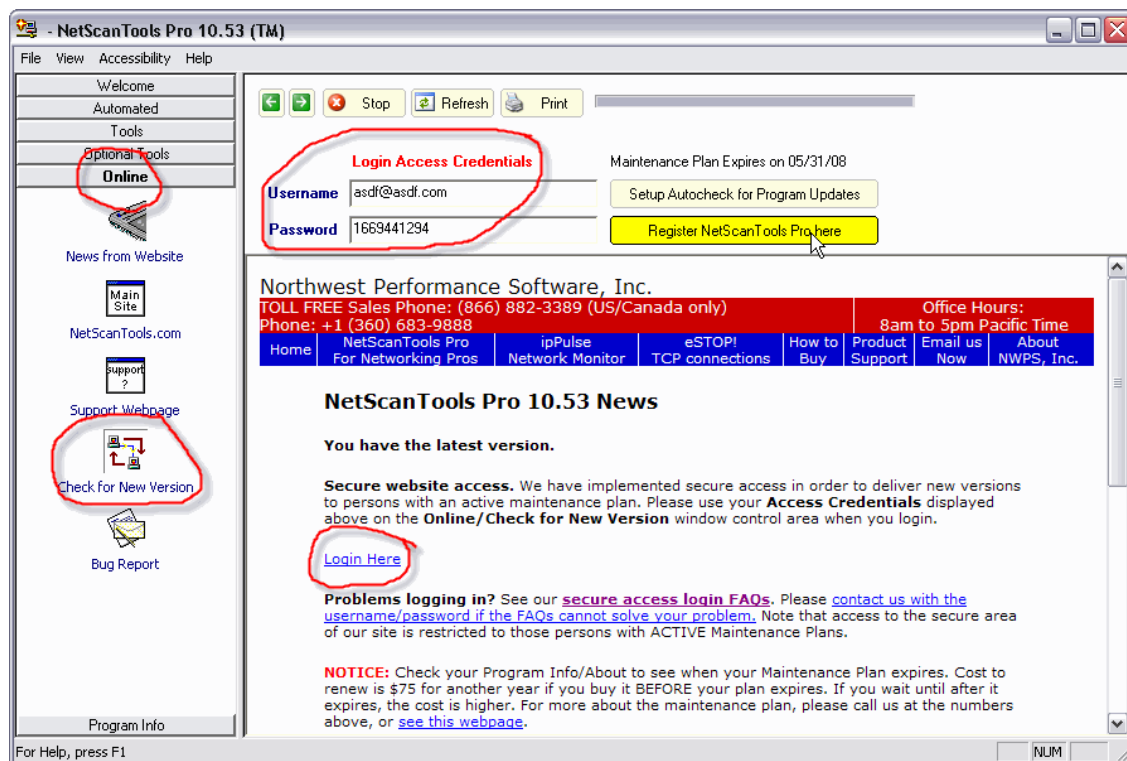 - NetScanTools Pro 10.53 (TM)
File View Accessibility Help
Welcome
Automated
Tools
Optional Tools
Online
News from Website
Main
Site
NetScanTools.com
support
?
Support Webpage
Check for New Version
Bug Report
Program Info
Stop Refresh Print
Login Access Credentials
Maintenance Plan Expires on 05/31/08
Username asdf@asdf.com
Setup Autocheck for Program Updates
Password 1669441294
Register NetScanTools Pro here
Northwest Performance Software, Inc.
TOLL FREE Sales Phone: (866) 882-3389 (US/Canada only)
Phone: +1 (360) 683-9888
Office Hours:
8am to 5pm Pacific Time
Home
NetScanTools Pro
For Networking Pros
ipPulse
Network Monitor
eSTOP!
TCP connections
How to
Buy
Product
Support
Email us
Now
About
NWPS, Inc.
NetScanTools Pro 10.53 News
You have the latest version.
Secure website access. We have implemented secure access in order to deliver new versions
to persons with an active maintenance plan. Please use your Access Credentials displayed
above on the Online/Check for New Version window control area when you login.
Login Here
Problems logging in? See our secure access login FAQs. Please contact us with the
username/password if the FAQs cannot solve your problem. Note that access to the secure area
of our site is restricted to those persons with ACTIVE Maintenance Plans.
NOTICE: Check your Program Info/About to see when your Maintenance Plan expires. Cost to
renew is $75 for another year if you buy it BEFORE your plan expires. If you wait until after it
expires, the cost is higher. For more about the maintenance plan, please call us at the numbers
above, or see this webpage.
For Help, press F1
NUM